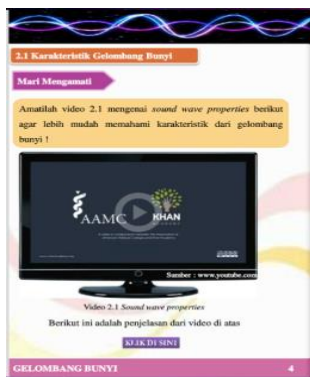 2.1 Karakteristik Gelombang Bunyi
Mari Mengamati
Amatilah video 2.1 mengenai sound wave properties berikut
agar lebih mudah memahami karakteristik dari gelombang
bunyi !
AAMC
KHAN
Sumber : www.youtube.com
Video 2.1 Sound wave properties
Berikut ini adalah penjelasan dari video di atas
KLIK DI SINI
GELOMBANG BUNYI 4